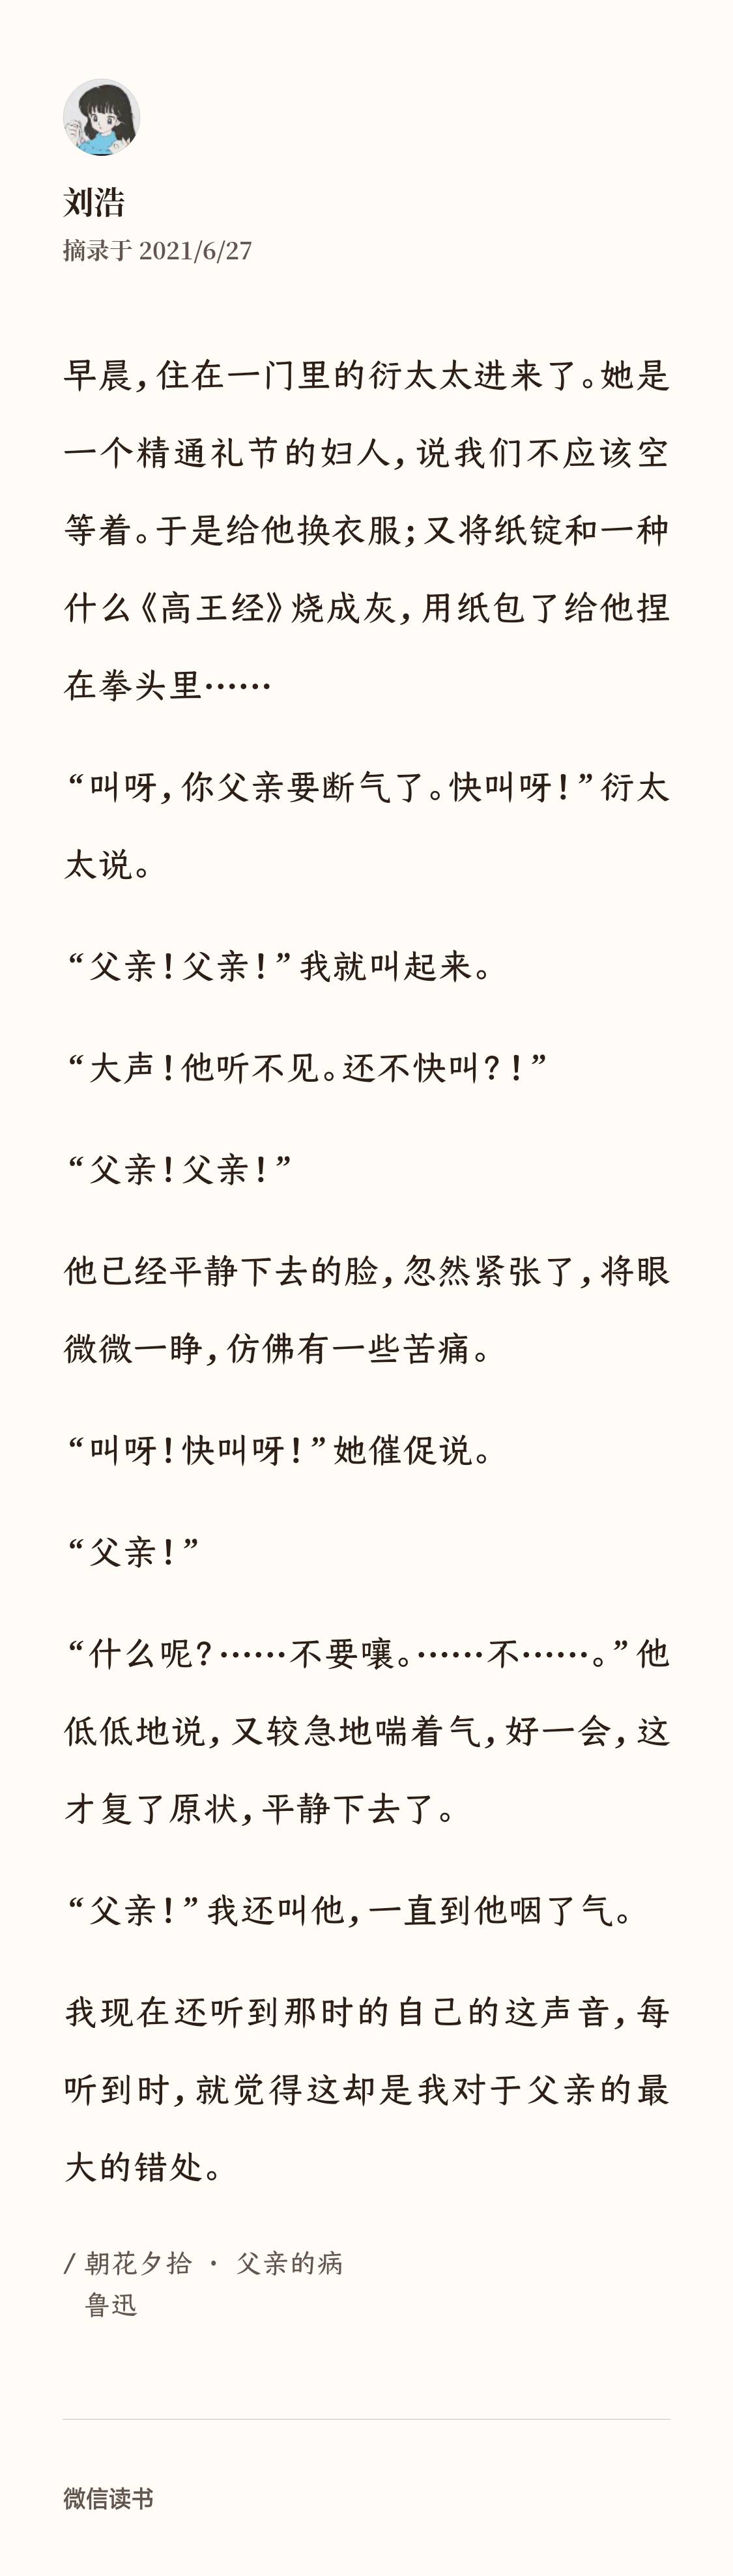 刘浩
摘录于 2021/6/27
早晨，住在一门里的衍太太进来了。她是
一个精通礼节的妇人，说我们不应该空
等着。于是给他换衣服；又将纸锭和一种
什么《高王经》烧成灰，用纸包了给他捏
在拳头里……
“叫呀，你父亲要断气了。快叫呀！”衍太
太说。
“父亲！父亲！”我就叫起来。
“大声！他听不见。还不快叫？！”
“父亲！父亲！”
他已经平静下去的脸，忽然紧张了，将眼
微微一睁，仿佛有一些苦痛。
“叫呀！快叫呀！”她催促说。
“父亲！”
“什么呢？……不要嚷。……不……。”他
低低地说，又较急地喘着气，好一会，这
才复了原状，平静下去了。
“父亲！”我还叫他，一直到他咽了气。
我现在还听到那时的自己的这声音，每
听到时，就觉得这却是我对于父亲的最
大的错处。
/ 朝花夕拾 · 父亲的病
鲁迅
微信读书